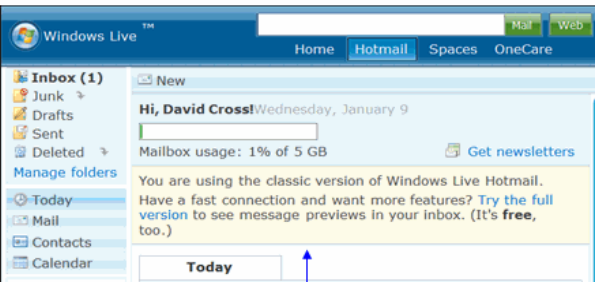 Windows Live ™
Mail Web
Home Hotmail Spaces OneCare
Inbox (1)
Junk
Drafts
Sent
Deleted
Manage folders
Today
Mail
Contacts
Calendar
New
Hi, David Cross!Wednesday, January 9
Mailbox usage: 1% of 5 GB
Get newsletters
You are using the classic version of Windows Live Hotmail.
Have a fast connection and want more features? Try the full
version to see message previews in your inbox. (It's free,
too.)
Today